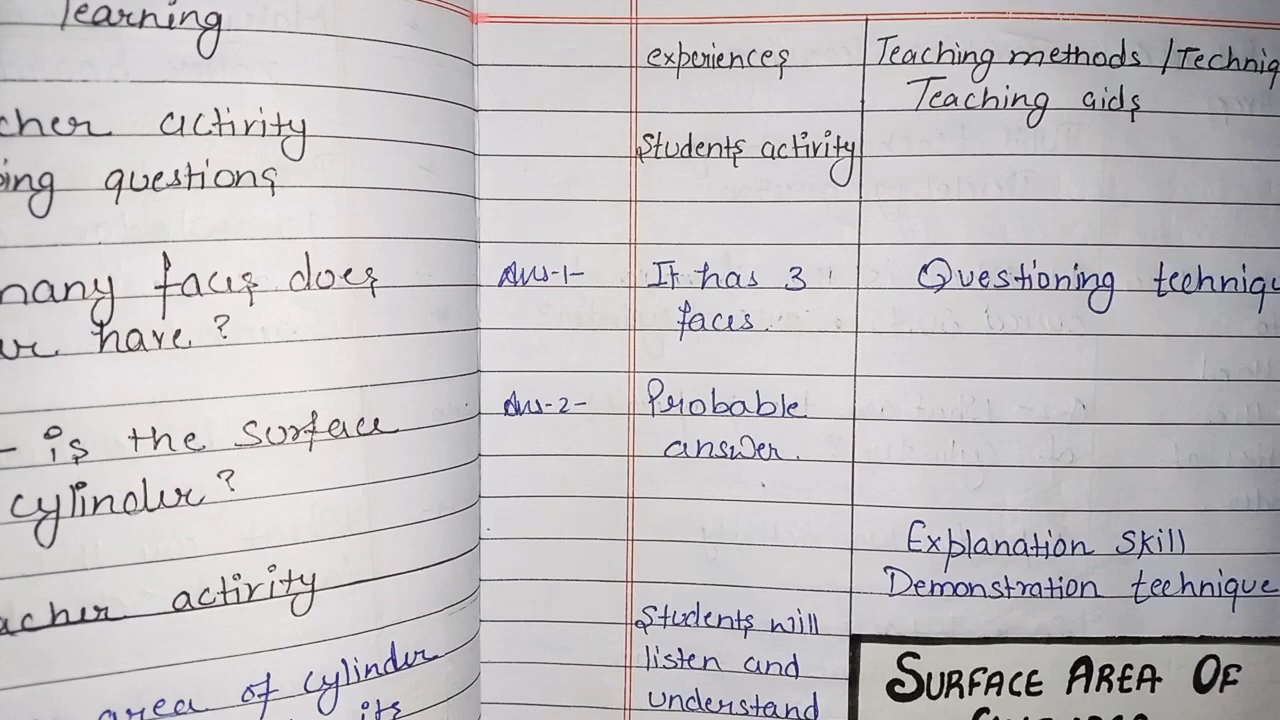 learning
cher activity
ing questions
many faces does
have?
is the surface
cylinder?
acher activity
area of cylinder
its
experiences
Students activity
Ans-1- It has 3
faces.
Ans-2- Probable
answer.
Students will
listen and
understand
Teaching methods / Techniq
Teaching aids
Questioning techniqu
Explanation skill
Demonstration technique
SURFACE AREA OF